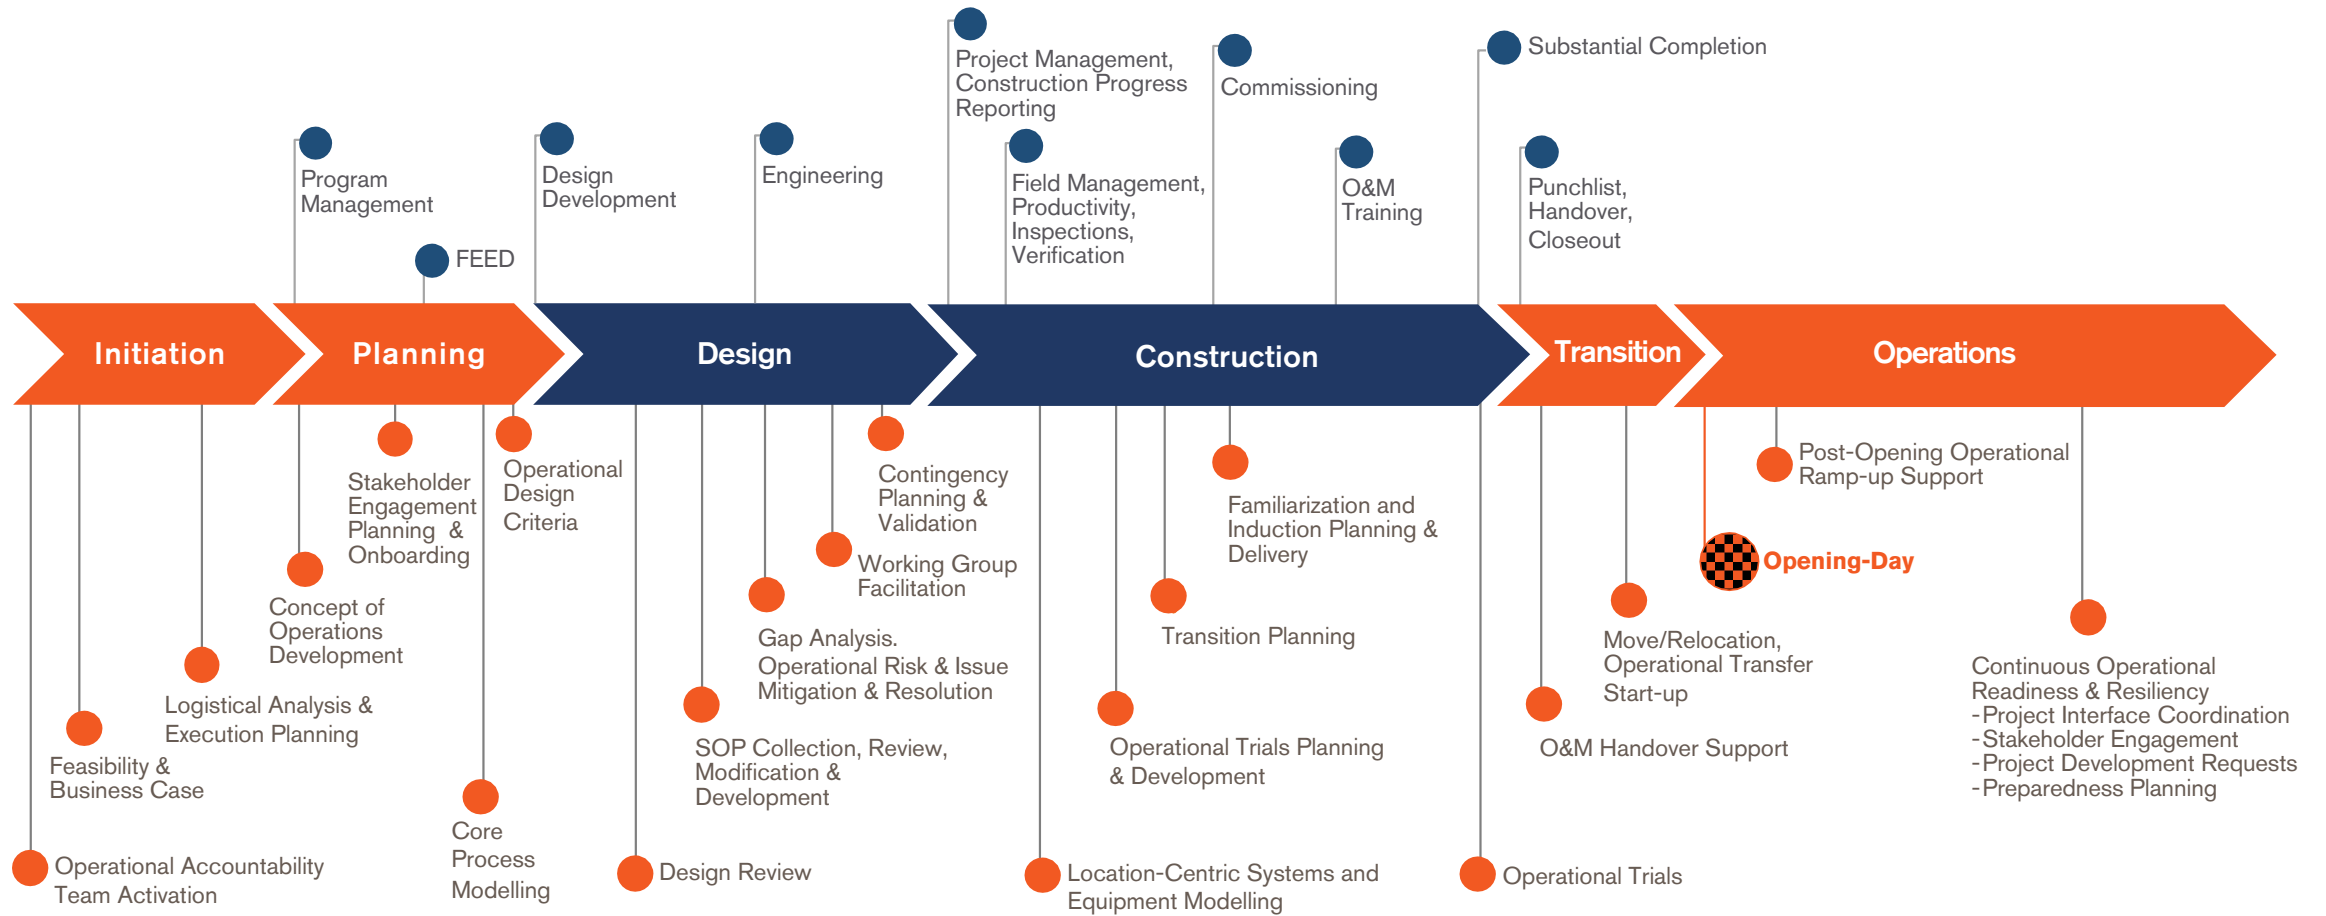 Project Management,
Construction Progress
Reporting
Commissioning
Substantial Completion
Program
Management
FEED
Design
Development
Engineering
Field Management,
Productivity,
Inspections,
Verification
O&M
Training
Punchlist,
Handover,
Closeout
Initiation
Planning
Design
Construction
Transition
Operations
Operational Accountability
Team Activation
Feasibility &
Business Case
Logistical Analysis &
Execution Planning
Concept of
Operations
Development
Stakeholder
Engagement
Planning &
Onboarding
Core
Process
Modelling
Operational
Design
Criteria
Design Review
SOP Collection, Review,
Modification &
Development
Gap Analysis.
Operational Risk & Issue
Mitigation & Resolution
Working Group
Facilitation
Contingency
Planning &
Validation
Location-Centric Systems and
Equipment Modelling
Operational Trials Planning
& Development
Transition Planning
Familiarization and
Induction Planning &
Delivery
Operational Trials
O&M Handover Support
Move/Relocation,
Operational Transfer
Start-up
Opening-Day
Post-Opening Operational
Ramp-up Support
Continuous Operational
Readiness & Resiliency
-Project Interface Coordination
-Stakeholder Engagement
-Project Development Requests
-Preparedness Planning